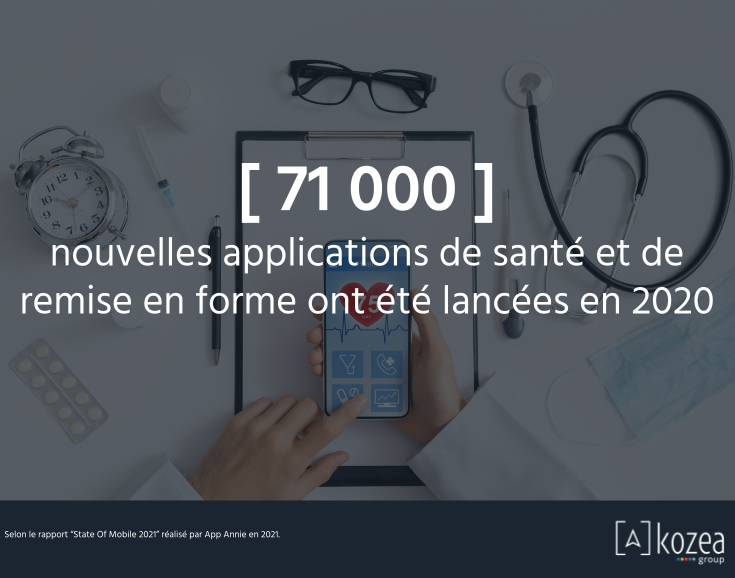 [ 71 000 ]
nouvelles applications de santé et de
remise en forme ont été lancées en 2020
Selon le rapport "State Of Mobile 2021" réalisé par App Annie en 2021.
[A]kozea
group